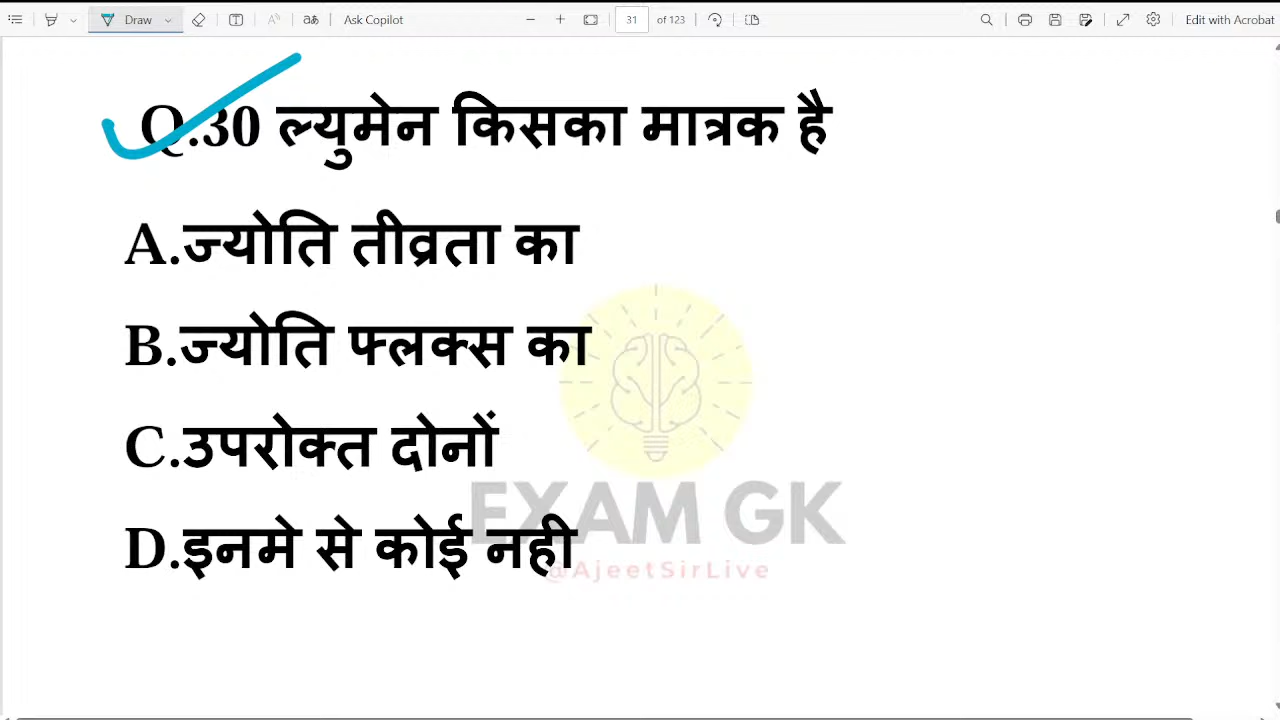 Draw
Ask Copilot
31 of 123
Edit with Acrobat
Q.30 ल्युमेन किसका मात्रक है
A.ज्योति तीव्रता का
B.ज्योति फ्लक्स का
C.उपरोक्त दोनों
D.इनमे से कोई नही
EXAM GK
@AjeetSirLive